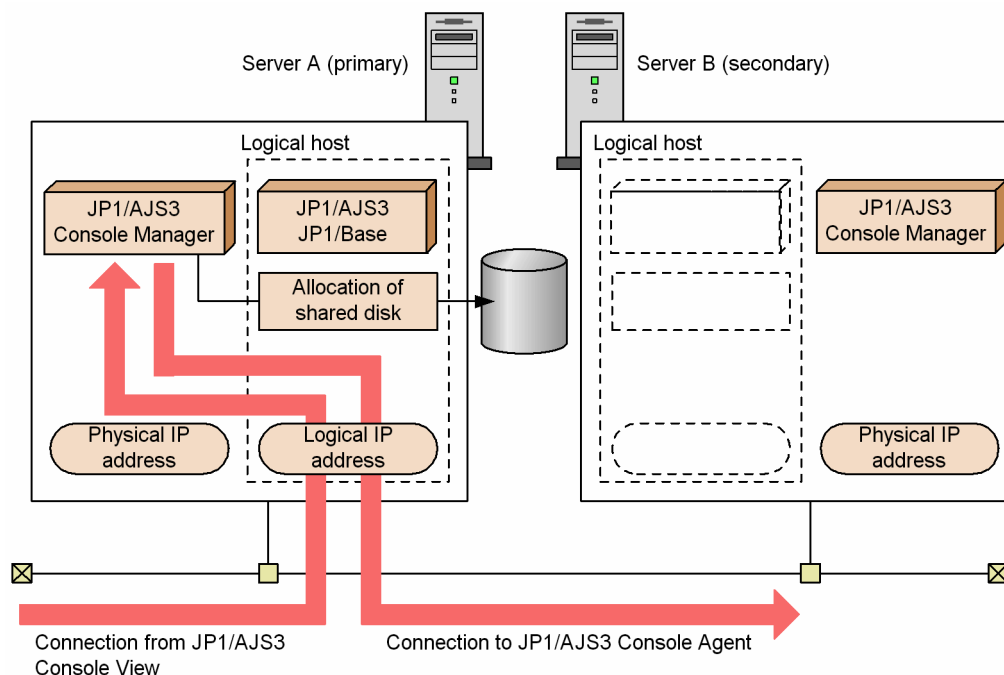 Server A (primary)
Server B (secondary)
Logical host
Logical host
JP1/AJS3
Console Manager
JP1/AJS3
JP1/Base
JP1/AJS3
Console Manager
Allocation of
shared disk
Physical IP
address
Logical IP
address
Physical IP
address
Connection from JP1/AJS3
Console View
Connection to JP1/AJS3 Console Agent